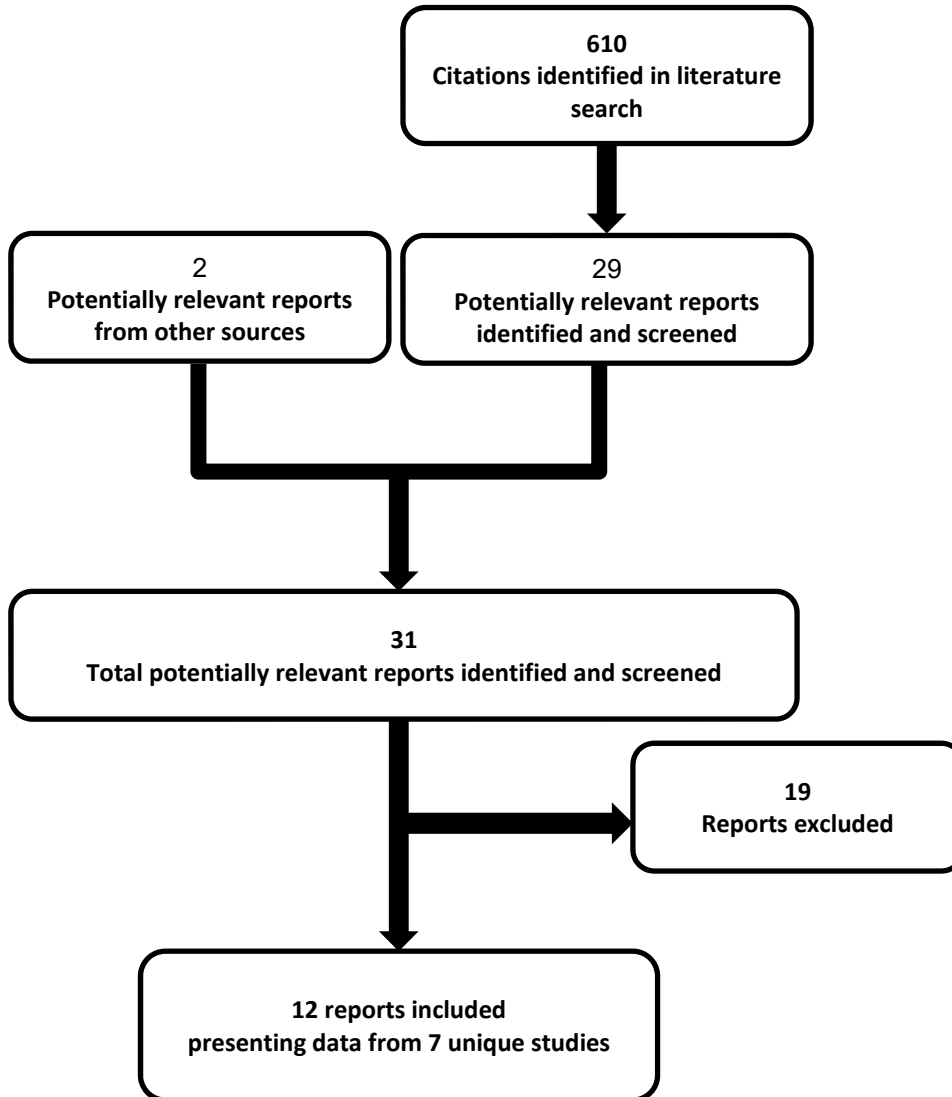 610
Citations identified in literature
search
2
Potentially relevant reports
from other sources
29
Potentially relevant reports
identified and screened
31
Total potentially relevant reports identified and screened
19
Reports excluded
12 reports included
presenting data from 7 unique studies